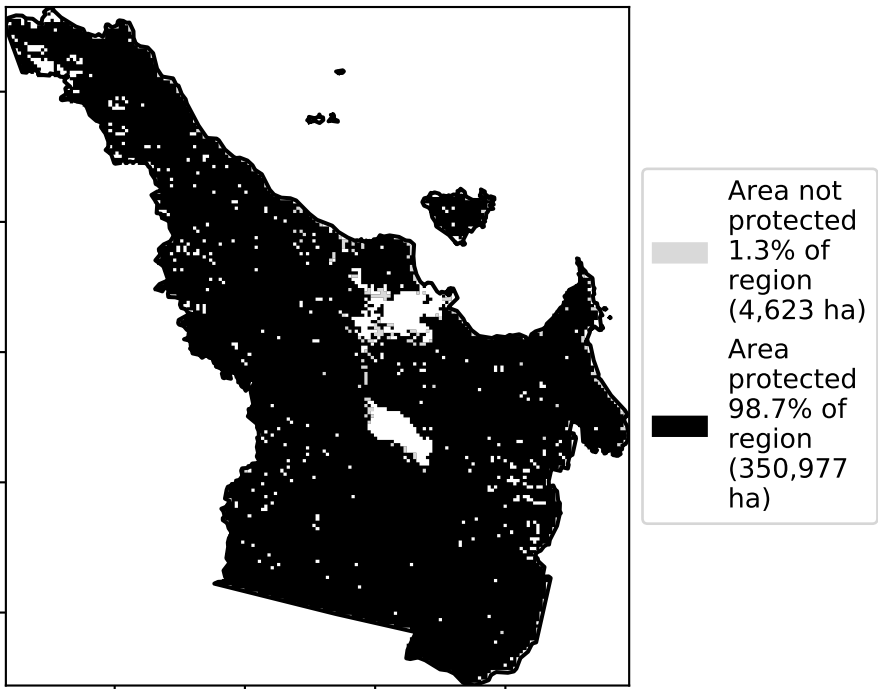 Area not
protected
1.3% of
region
(4,623 ha)
Area
protected
98.7% of
region
(350,977
ha)